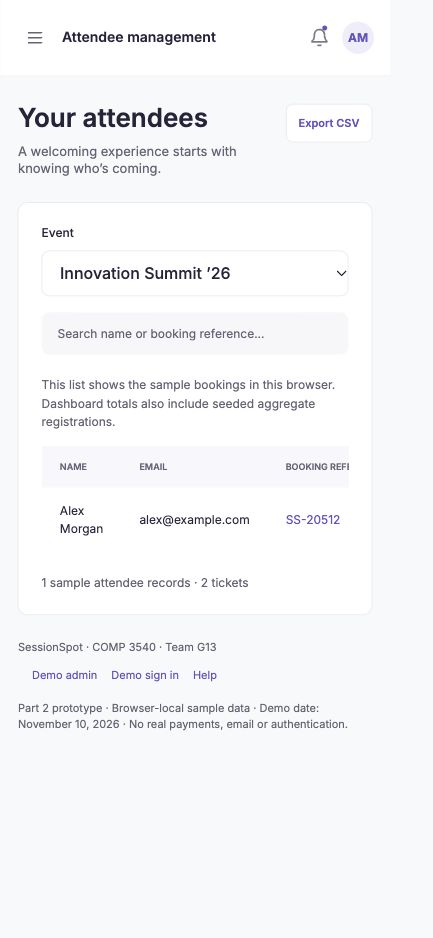 Attendee management
AM
Your attendees
Export CSV
A welcoming experience starts with
knowing who's coming.
Event
Innovation Summit '26
Search name or booking reference...
This list shows the sample bookings in this browser.
Dashboard totals also include seeded aggregate
registrations.
NAME EMAIL BOOKING REFE
Alex
Morgan
alex@example.com SS-20512
1 sample attendee records · 2 tickets
SessionSpot · COMP 3540 · Team G13
Demo admin Demo sign in Help
Part 2 prototype · Browser-local sample data · Demo date:
November 10, 2026 · No real payments, email or authentication.